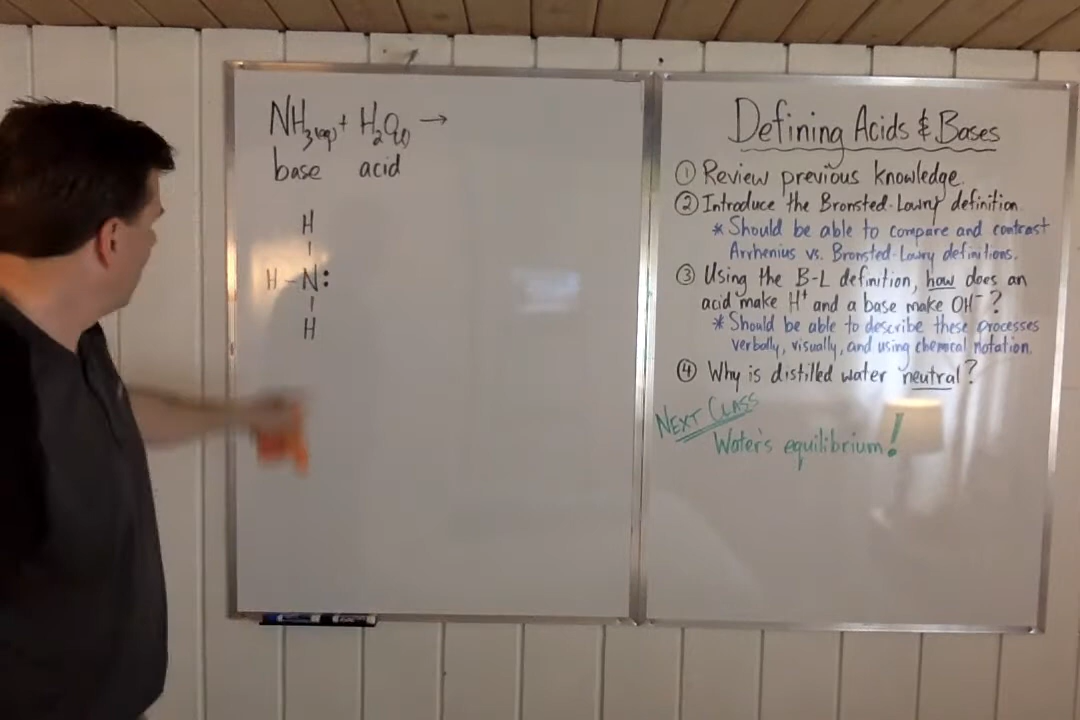 NH₃(aq) + H₂O(l) →
base acid
H
H – N:
H
Defining Acids & Bases
① Review previous knowledge.
② Introduce the Bronsted-Lowry definition
* Should be able to compare and contrast
Arrhenius vs. Bronsted-Lowry definitions.
③ Using the B-L definition, how does an
acid make H⁺ and a base make OH⁻?
* Should be able to describe these processes
verbally, visually, and using chemical notation.
④ Why is distilled water neutral?
NEXT CLASS
Water's equilibrium!